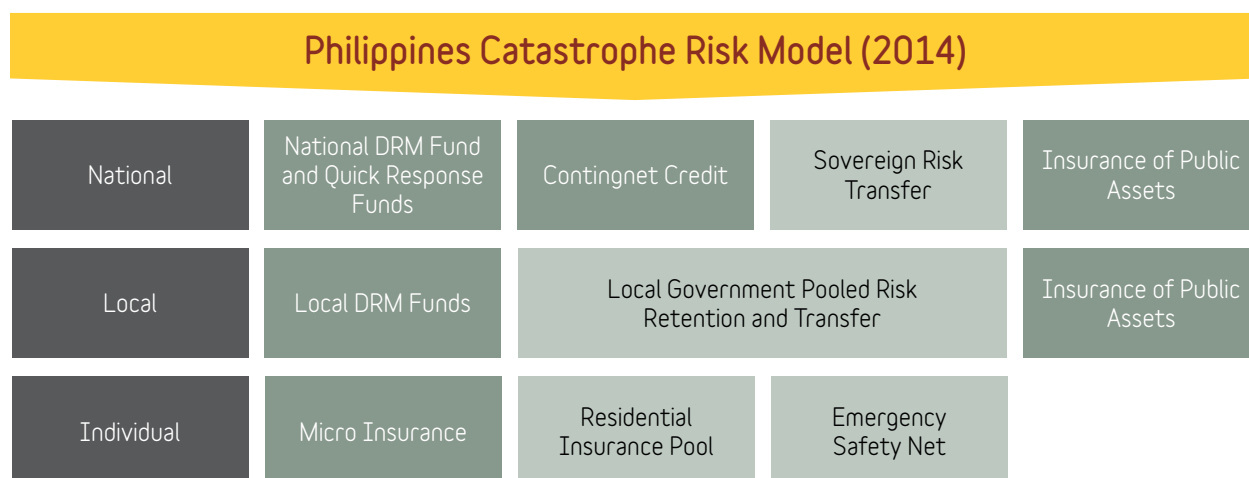 Philippines Catastrophe Risk Model (2014)
National
National DRM Fund
and Quick Response
Funds
Contingnet Credit
Sovereign Risk
Transfer
Insurance of Public
Assets
Local
Local DRM Funds
Local Government Pooled Risk
Retention and Transfer
Insurance of Public
Assets
Individual
Micro Insurance
Residential
Insurance Pool
Emergency
Safety Net